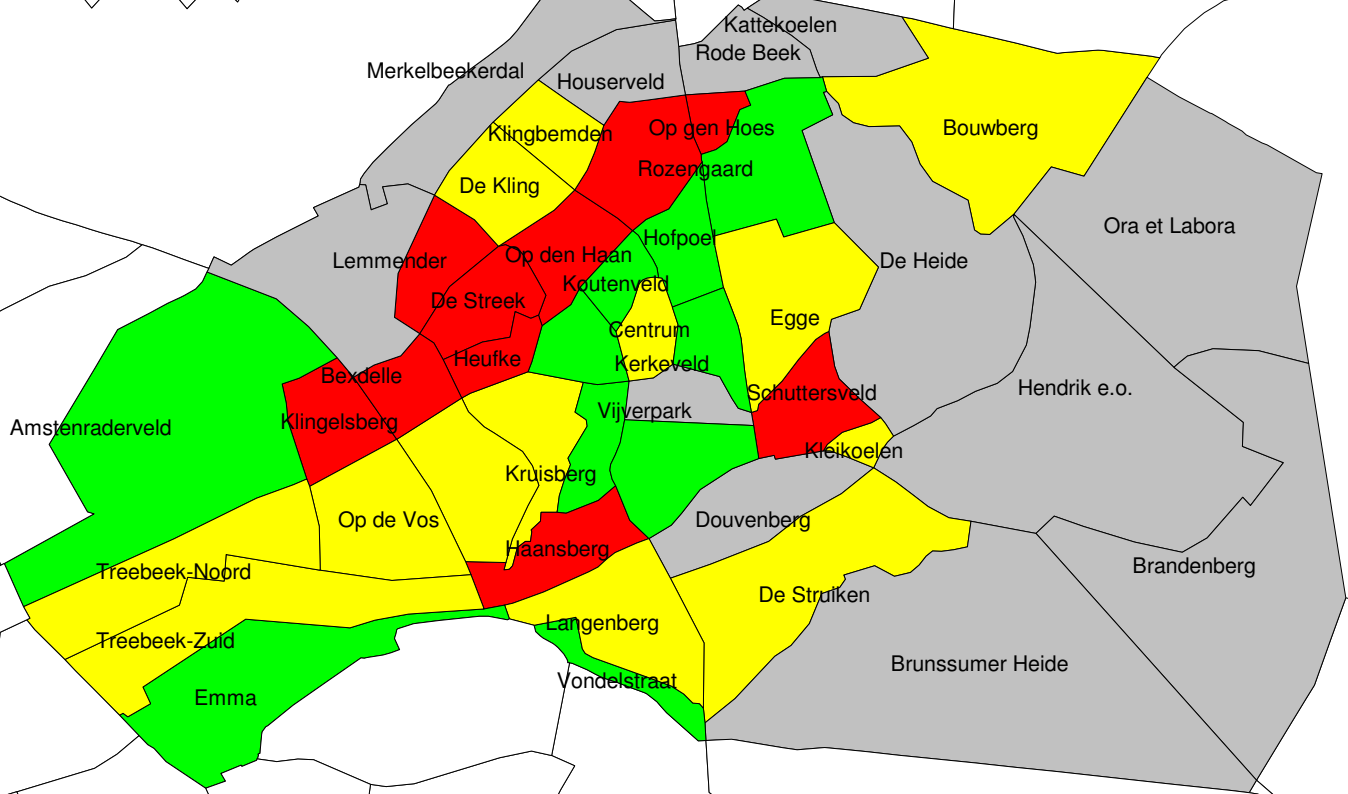 Kattekoelen
Rode Beek
Merkelbeekerdal
Houserveld
Klingbemden
Op gen Hoes
Bouwberg
Rozengaard
De Kling
Ora et Labora
Hofpoel
Op den Haan
Lemmender
De Heide
Koutenveld
De Streek
Egge
Centrum
Heufke
Kerkeveld
Bexdelle
Hendrik e.o.
Schuttersveld
Vijverpark
Klingelsberg
Amstenraderveld
Kleikoelen
Kruisberg
Op de Vos
Douvenberg
Haansberg
Brandenberg
Treebeek-Noord
De Struiken
Langenberg
Treebeek-Zuid
Brunssumer Heide
Vondelstraat
Emma